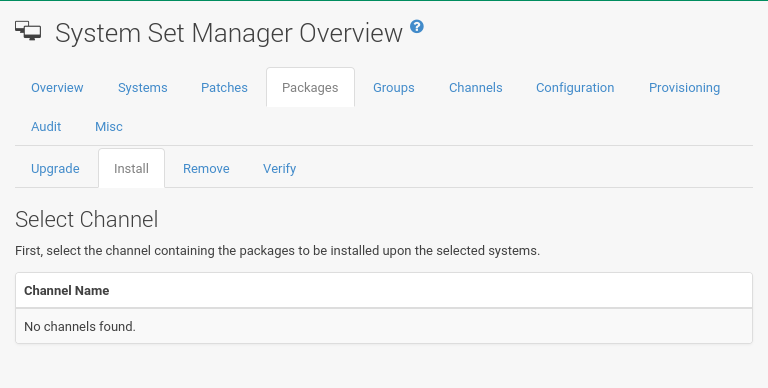 System Set Manager Overview ?
Overview Systems Patches Packages Groups Channels Configuration Provisioning
Audit Misc
Upgrade Install Remove Verify
Select Channel
First, select the channel containing the packages to be installed upon the selected systems.
Channel Name
No channels found.